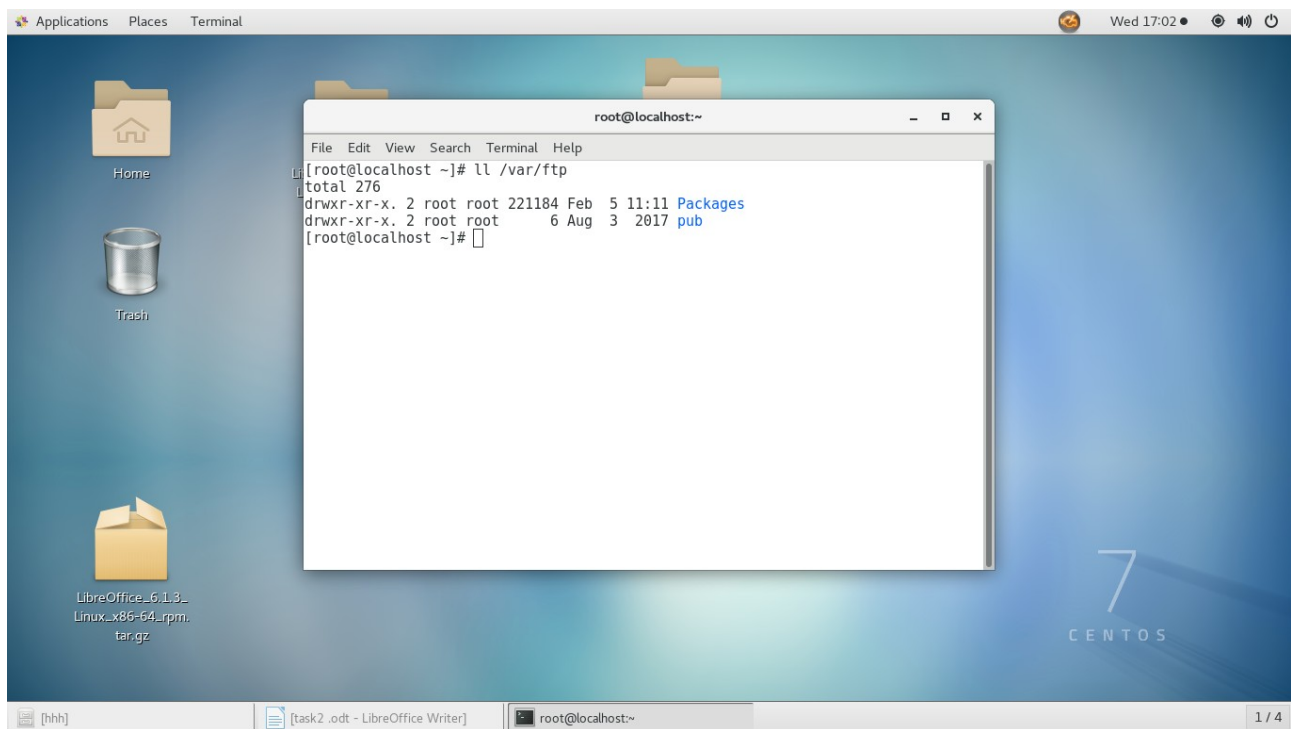 Applications Places Terminal
Wed 17:02
root@localhost:~
File Edit View Search Terminal Help
[root@localhost ~]# ll /var/ftp
total 276
drwxr-xr-x. 2 root root 221184 Feb  5 11:11 Packages
drwxr-xr-x. 2 root root      6 Aug  3  2017 pub
[root@localhost ~]#
Home
Trash
LibreOffice_6.1.3_
Linux_x86-64_rpm.
tar.gz
7
CENTOS
[hhh]
[task2 .odt - LibreOffice Writer]
root@localhost:~
1 / 4